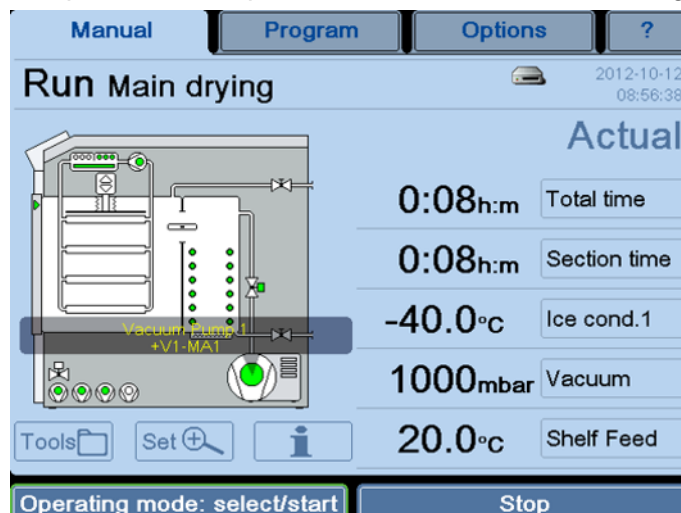 Manual
Program
Options
?
Run Main drying
2012-10-12
08:56:38
Actual
0:08h:m Total time
0:08h:m Section time
-40.0°C Ice cond.1
1000mbar Vacuum
20.0°C Shelf Feed
Vacuum Pump 1
+V1-MA1
Tools
Set
i
Operating mode: select/start
Stop